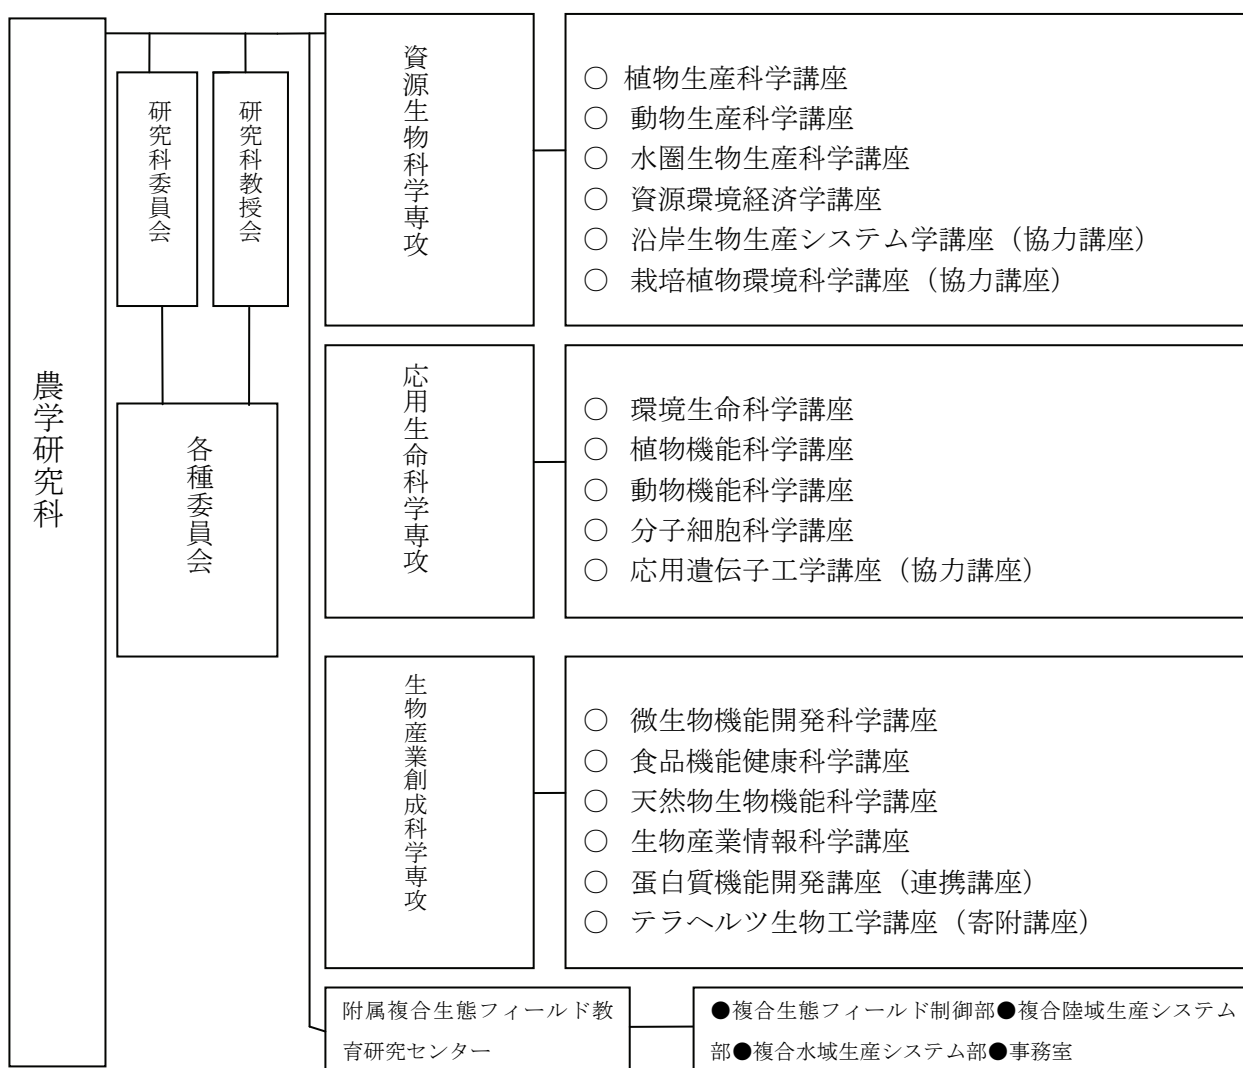 農学研究科
研究科委員会
研究科教授会
各種委員会
資源生物科学専攻
○ 植物生産科学講座
○ 動物生産科学講座
○ 水圏生物生産科学講座
○ 資源環境経済学講座
○ 沿岸生物生産システム学講座（協力講座）
○ 栽培植物環境科学講座（協力講座）
応用生命科学専攻
○ 環境生命科学講座
○ 植物機能科学講座
○ 動物機能科学講座
○ 分子細胞科学講座
○ 応用遺伝子工学講座（協力講座）
生物産業創成科学専攻
○ 微生物機能開発科学講座
○ 食品機能健康科学講座
○ 天然物生物機能科学講座
○ 生物産業情報科学講座
○ 蛋白質機能開発講座（連携講座）
○ テラヘルツ生物工学講座（寄附講座）
附属複合生態フィールド教
育研究センター
●複合生態フィールド制御部●複合陸域生産システム
部●複合水域生産システム部●事務室